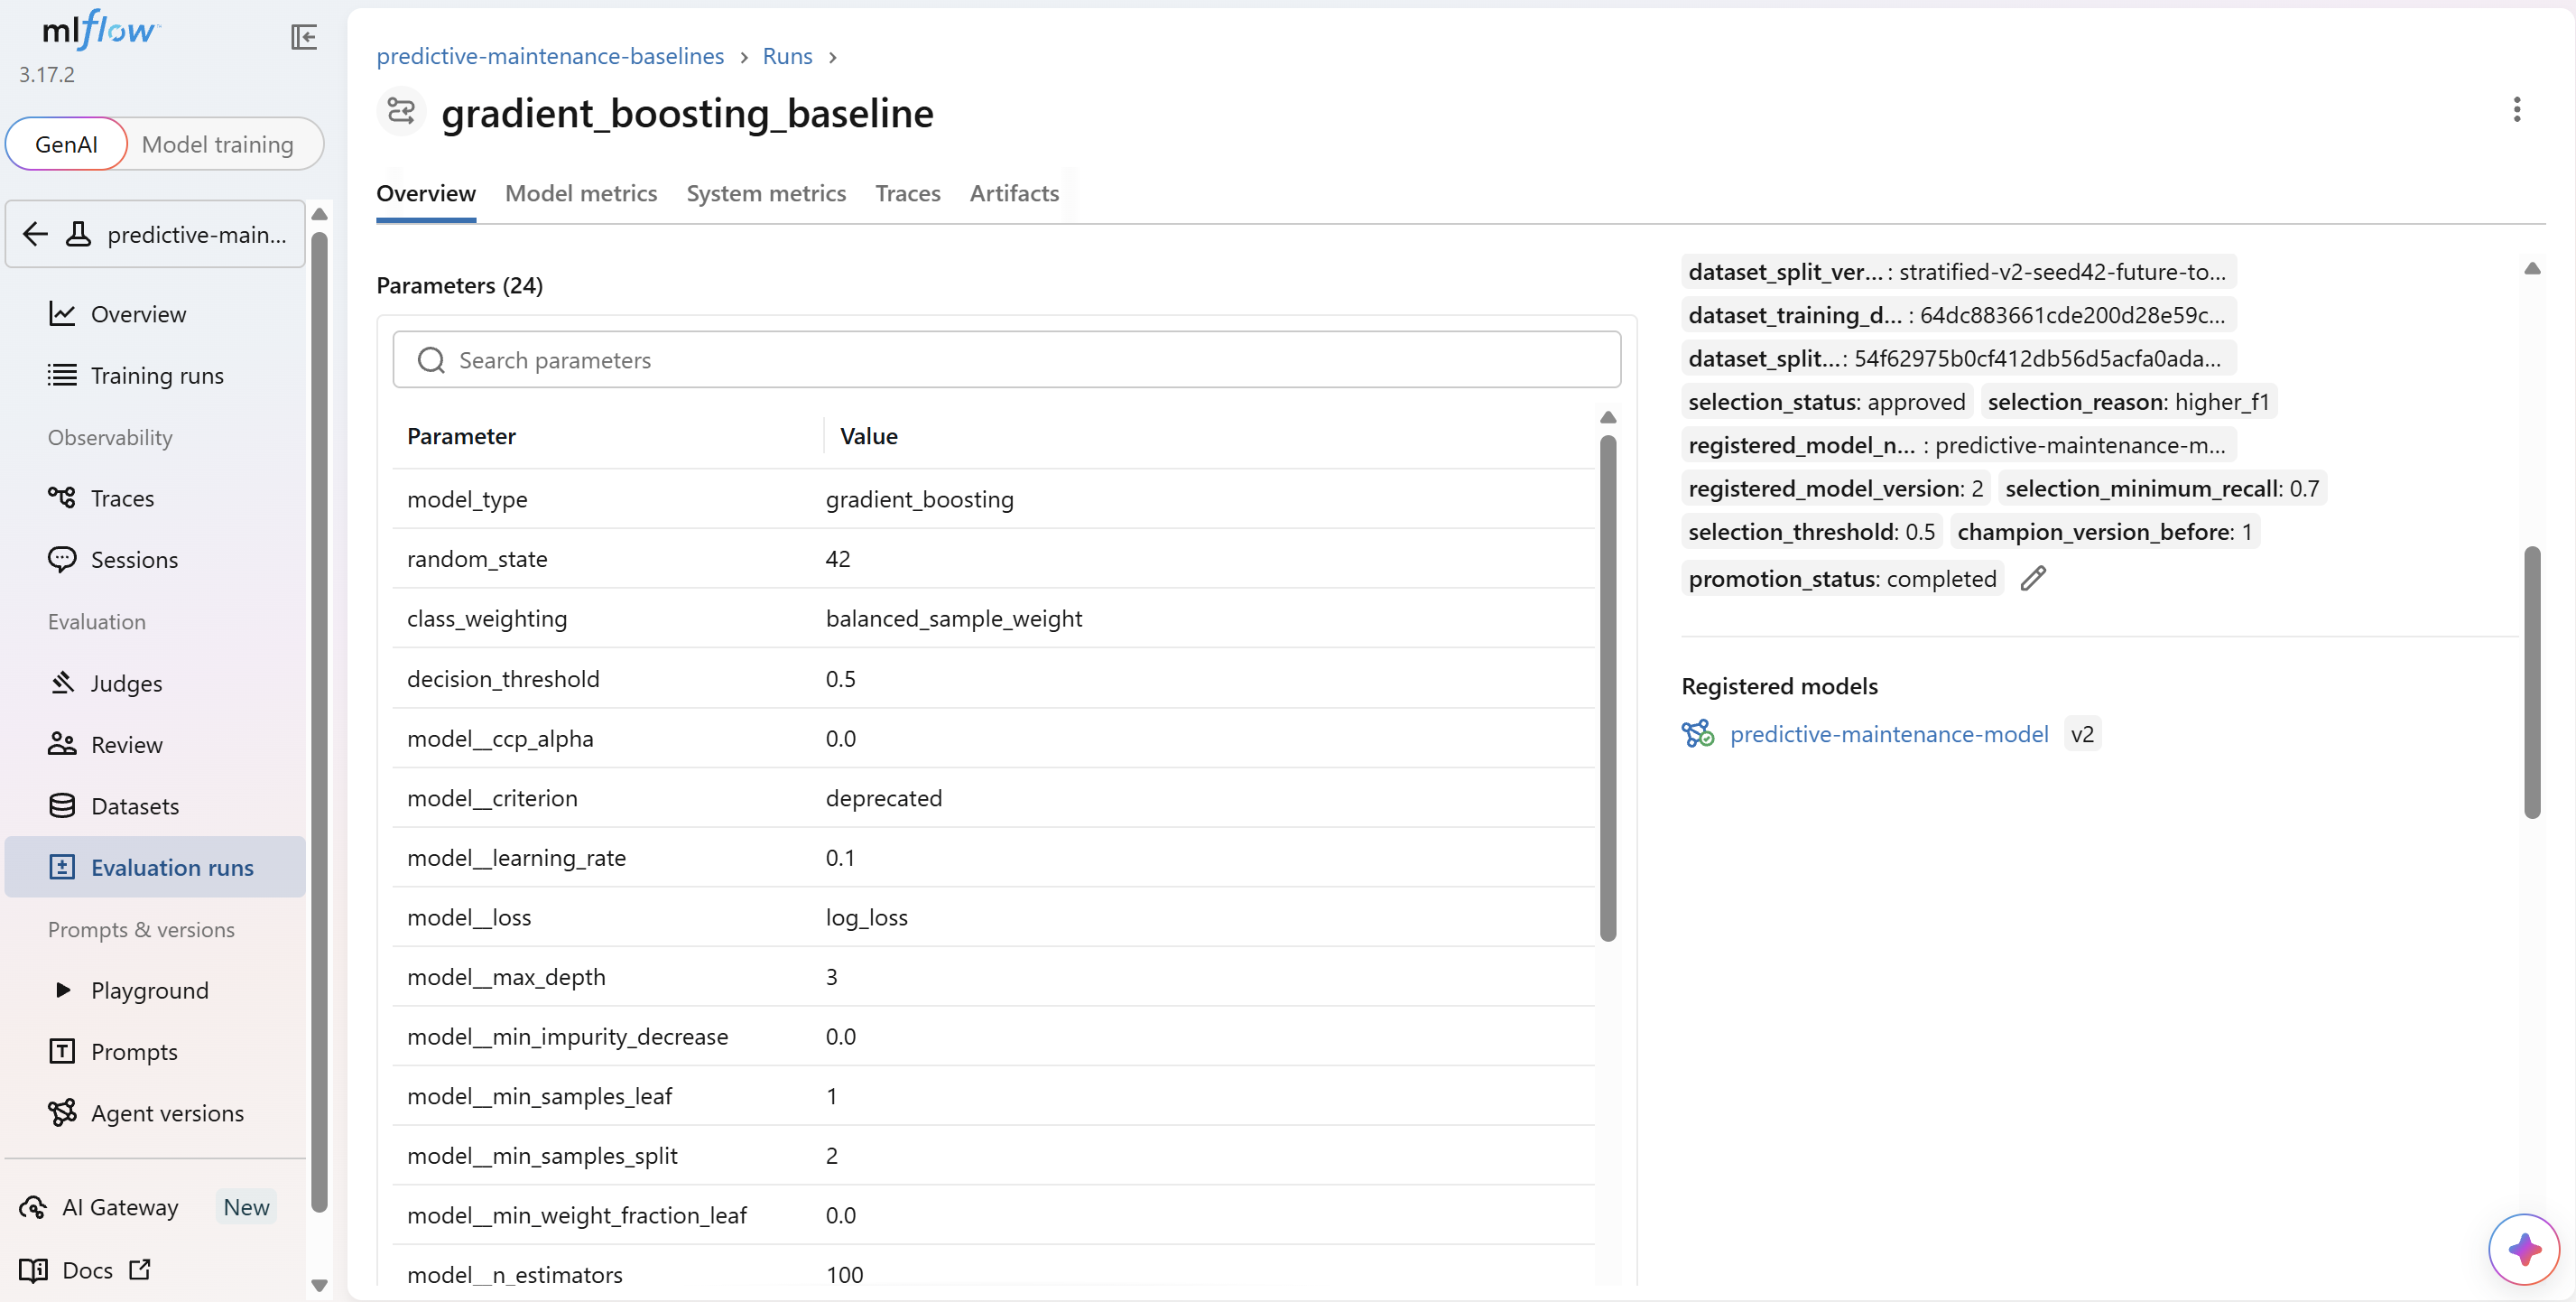 mlflow
3.17.2
GenAI
Model training
predictive-main...
Overview
Training runs
Observability
Traces
Sessions
Evaluation
Judges
Review
Datasets
Evaluation runs
Prompts & versions
Playground
Prompts
Agent versions
AI Gateway New
Docs
predictive-maintenance-baselines > Runs >
gradient_boosting_baseline
Overview Model metrics System metrics Traces Artifacts
Parameters (24)
Search parameters
Parameter Value
model_type gradient_boosting
random_state 42
class_weighting balanced_sample_weight
decision_threshold 0.5
model__ccp_alpha 0.0
model__criterion deprecated
model__learning_rate 0.1
model__loss log_loss
model__max_depth 3
model__min_impurity_decrease 0.0
model__min_samples_leaf 1
model__min_samples_split 2
model__min_weight_fraction_leaf 0.0
model__n_estimators 100
dataset_split_ver... : stratified-v2-seed42-future-to...
dataset_training_d... : 64dc883661cde200d28e59c...
dataset_split...: 54f62975b0cf412db56d5acfa0ada...
selection_status: approved selection_reason: higher_f1
registered_model_n... : predictive-maintenance-m...
registered_model_version: 2 selection_minimum_recall: 0.7
selection_threshold: 0.5 champion_version_before: 1
promotion_status: completed
Registered models
predictive-maintenance-model v2